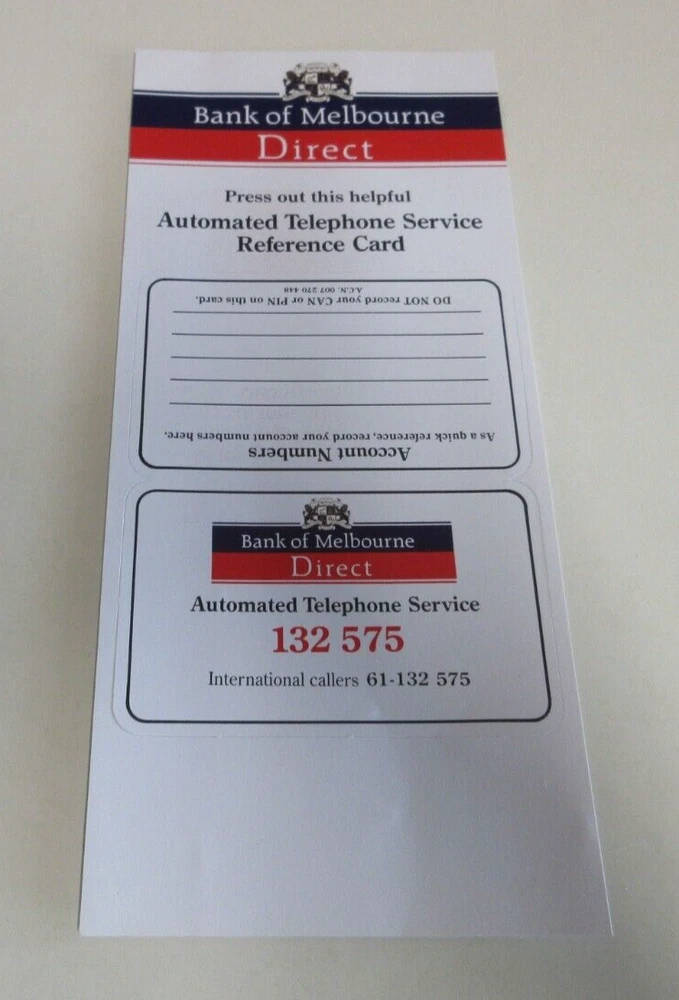 Bank of Melbourne
Direct
Press out this helpful
Automated Telephone Service
Reference Card
Account Numbers
As a quick reference, record your account numbers here.
DO NOT record your CAN or PIN on this card.
A.C.N. 007 270 448
Bank of Melbourne
Direct
Automated Telephone Service
132 575
International callers 61-132 575